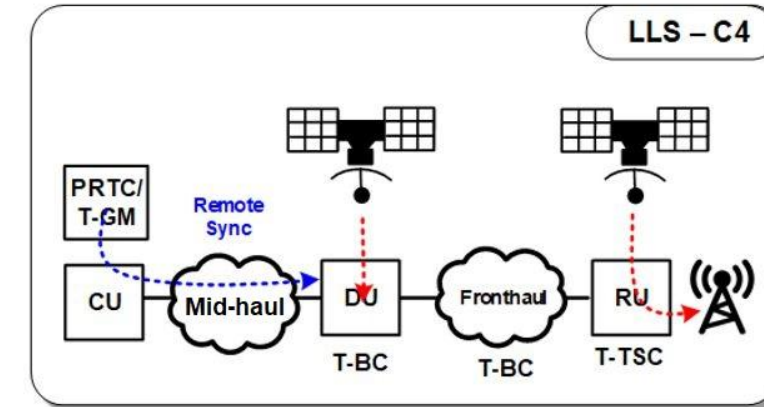 LLS – C4
PRTC/
T-GM
Remote
Sync
CU
Mid-haul
DU
Fronthaul
RU
T-BC
T-BC
T-TSC